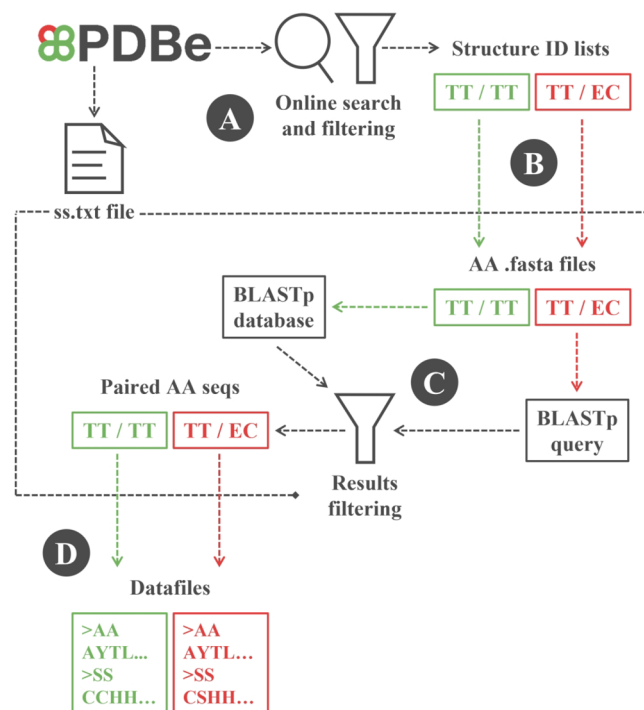 PDBe
Structure ID lists
Online search
and filtering
A
TT / TT
TT / EC
B
ss.txt file
AA .fasta files
TT / TT
TT / EC
BLASTp
database
C
Paired AA seqs
TT / TT
TT / EC
BLASTp
query
Results
filtering
D
Datafiles
>AA
AYTL...
>SS
CCHH…
>AA
AYTL…
>SS
CSHH…